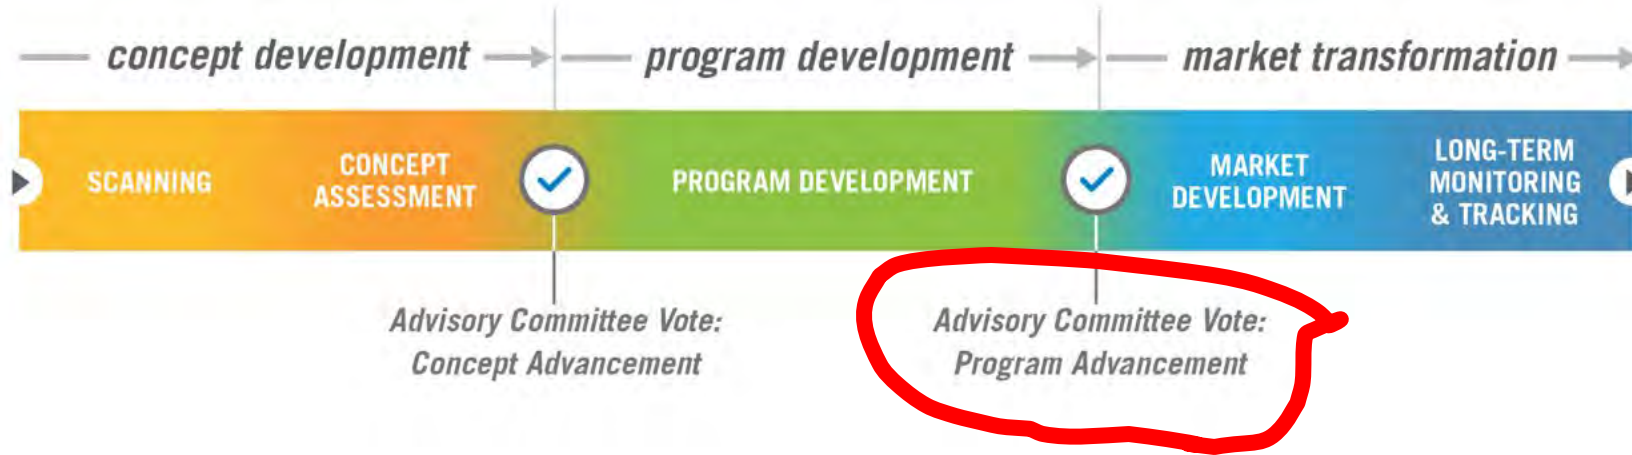 concept development
program development
market transformation
SCANNING
CONCEPT
ASSESSMENT
PROGRAM DEVELOPMENT
MARKET
DEVELOPMENT
LONG-TERM
MONITORING
& TRACKING
Advisory Committee Vote:
Concept Advancement
Advisory Committee Vote:
Program Advancement